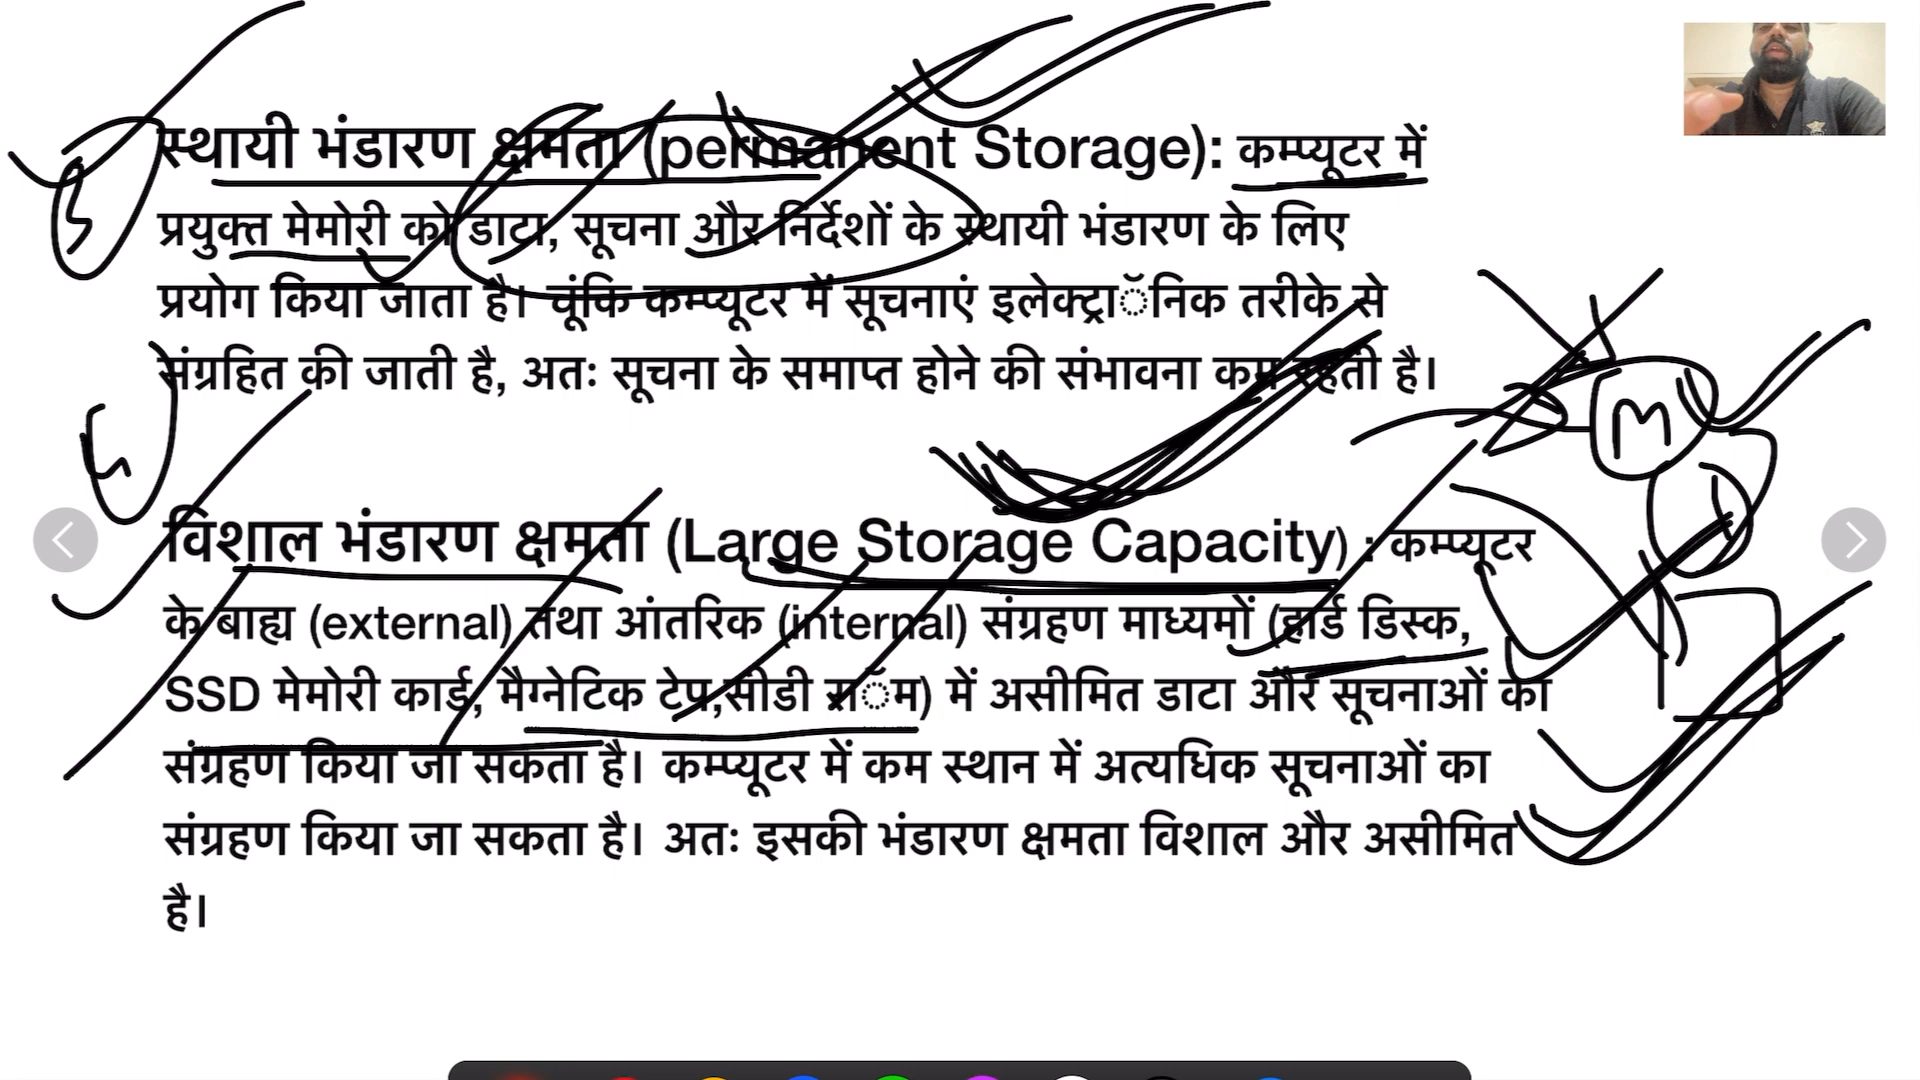 स्थायी भंडारण क्षमता (permanent Storage): कम्प्यूटर में
प्रयुक्त मेमोरी को डाटा, सूचना और निर्देशों के स्थायी भंडारण के लिए
प्रयोग किया जाता है। चूंकि कम्प्यूटर में सूचनाएं इलेक्ट्राॅनिक तरीके से
संग्रहित की जाती है, अतः सूचना के समाप्त होने की संभावना कम रहती है।
विशाल भंडारण क्षमता (Large Storage Capacity) : कम्प्यूटर
के बाह्य (external) तथा आंतरिक (internal) संग्रहण माध्यमों (हार्ड डिस्क,
SSD मेमोरी कार्ड, मैग्नेटिक टेप,सीडी राॅम) में असीमित डाटा और सूचनाओं का
संग्रहण किया जा सकता है। कम्प्यूटर में कम स्थान में अत्यधिक सूचनाओं का
संग्रहण किया जा सकता है। अतः इसकी भंडारण क्षमता विशाल और असीमित
है।
M